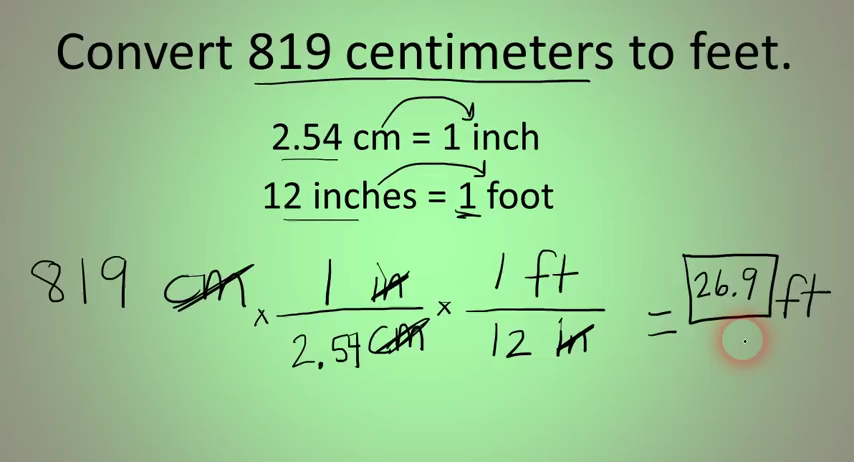 Convert 819 centimeters to feet.
2.54 cm = 1 inch
12 inches = 1 foot
819 cm x 1 in / 2.54 cm x 1 ft / 12 in = 26.9 ft